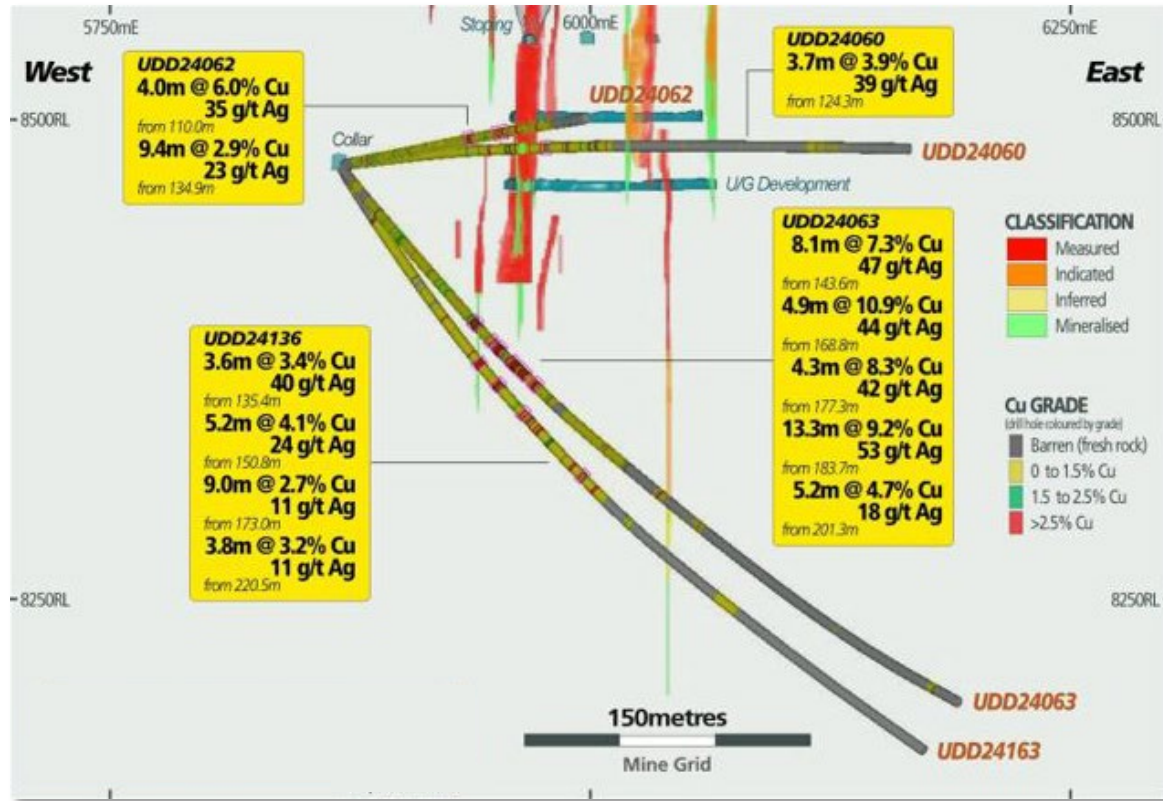 5750mE
6000mE
6250mE
Stoping
West
East
UDD24062
4.0m @ 6.0% Cu
35 g/t Ag
from 110.0m
9.4m @ 2.9% Cu
23 g/t Ag
from 134.9m
UDD24060
3.7m @ 3.9% Cu
39 g/t Ag
from 124.3m
UDD24062
8500RL
8500RL
Collar
UDD24060
U/G Development
UDD24063
8.1m @ 7.3% Cu
47 g/t Ag
from 143.6m
4.9m @ 10.9% Cu
44 g/t Ag
from 168.8m
4.3m @ 8.3% Cu
42 g/t Ag
from 177.3m
13.3m @ 9.2% Cu
53 g/t Ag
from 183.7m
5.2m @ 4.7% Cu
18 g/t Ag
from 201.3m
CLASSIFICATION
Measured
Indicated
Inferred
Mineralised
UDD24136
3.6m @ 3.4% Cu
40 g/t Ag
from 135.4m
5.2m @ 4.1% Cu
24 g/t Ag
from 150.8m
9.0m @ 2.7% Cu
11 g/t Ag
from 173.0m
3.8m @ 3.2% Cu
11 g/t Ag
from 220.5m
Cu GRADE
(drill hole coloured by grade)
Barren (fresh rock)
0 to 1.5% Cu
1.5 to 2.5% Cu
>2.5% Cu
8250RL
8250RL
UDD24063
150metres
UDD24163
Mine Grid